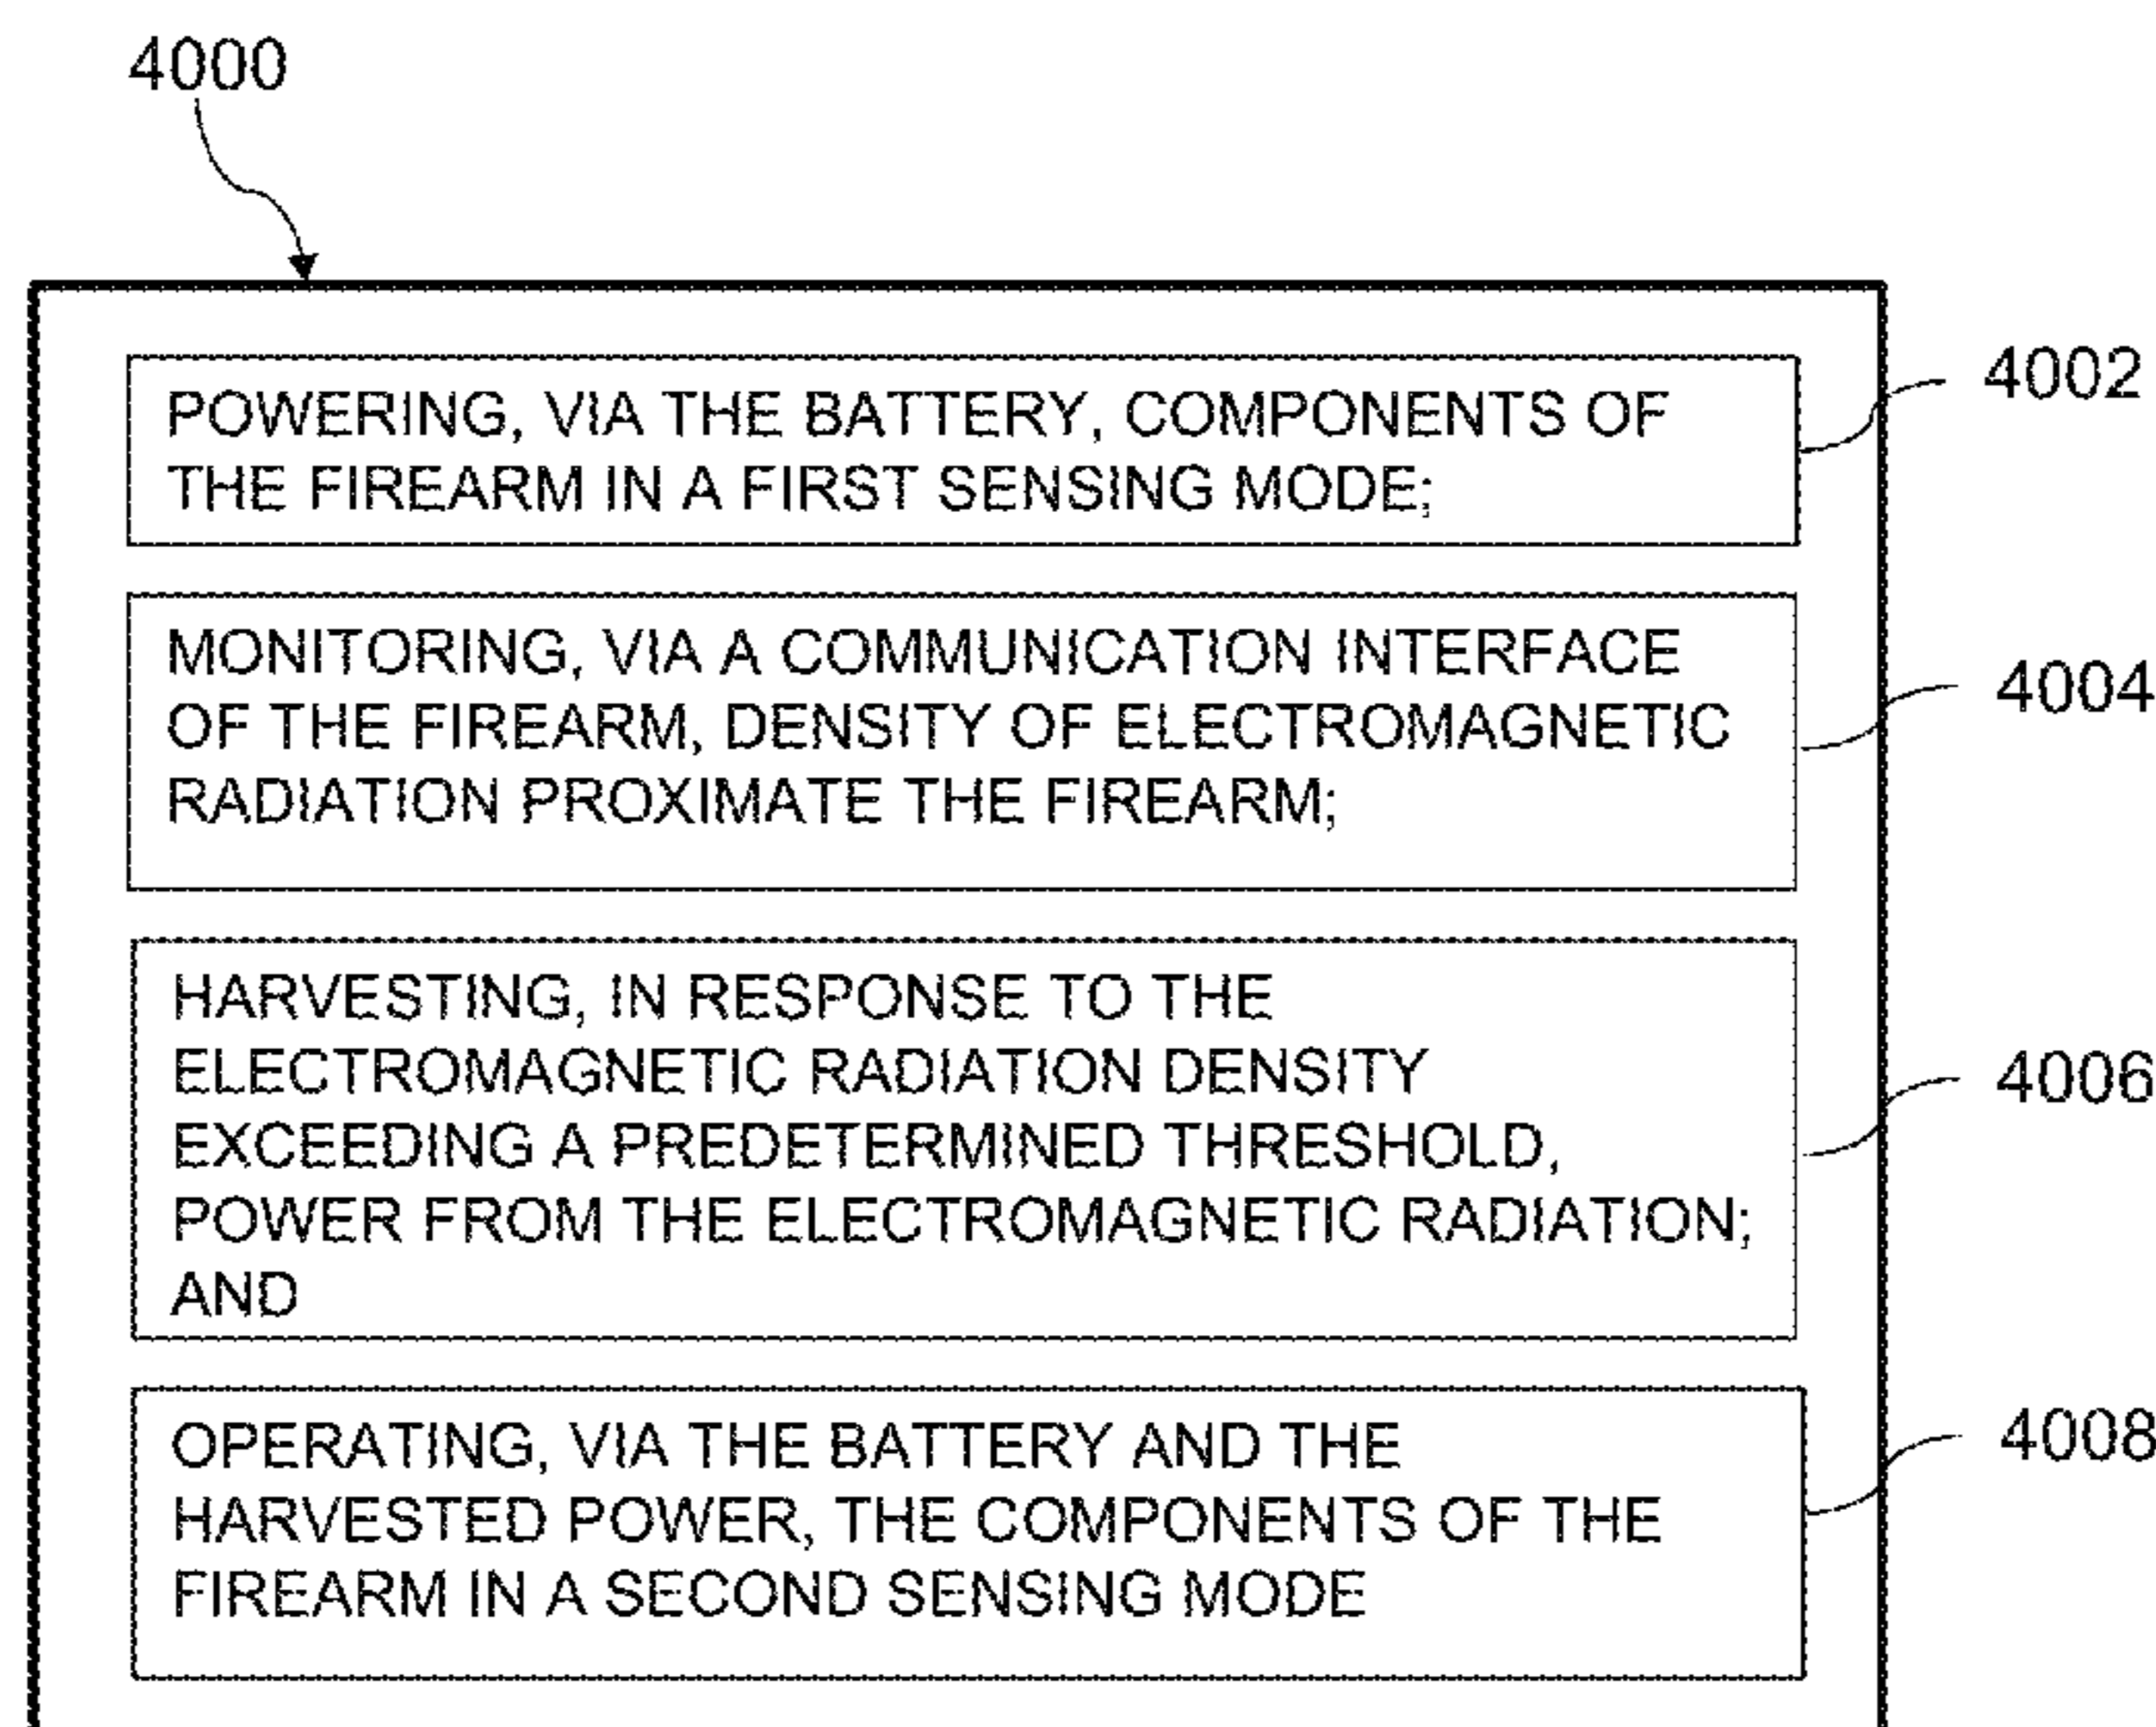 4000
POWERING, VIA THE BATTERY, COMPONENTS OF
THE FIREARM IN A FIRST SENSING MODE;
4002
MONITORING, VIA A COMMUNICATION INTERFACE
OF THE FIREARM, DENSITY OF ELECTROMAGNETIC
RADIATION PROXIMATE THE FIREARM;
4004
HARVESTING, IN RESPONSE TO THE
ELECTROMAGNETIC RADIATION DENSITY
EXCEEDING A PREDETERMINED THRESHOLD,
POWER FROM THE ELECTROMAGNETIC RADIATION;
AND
4006
OPERATING, VIA THE BATTERY AND THE
HARVESTED POWER, THE COMPONENTS OF THE
FIREARM IN A SECOND SENSING MODE
4008